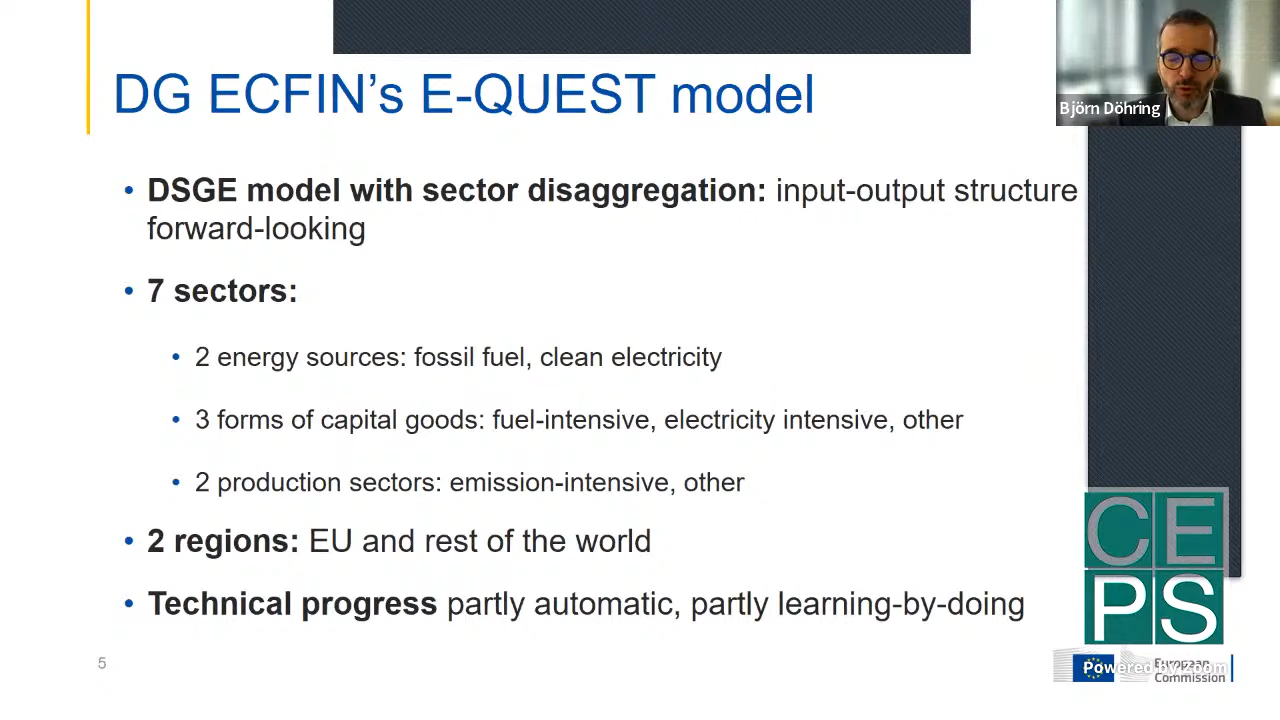 DG ECFIN's E-QUEST model
Björn Döhring
• DSGE model with sector disaggregation: input-output structure
forward-looking
• 7 sectors:
• 2 energy sources: fossil fuel, clean electricity
• 3 forms of capital goods: fuel-intensive, electricity intensive, other
• 2 production sectors: emission-intensive, other
• 2 regions: EU and rest of the world
• Technical progress partly automatic, partly learning-by-doing
CE
PS
5
Powered by Zoom
European
Commission